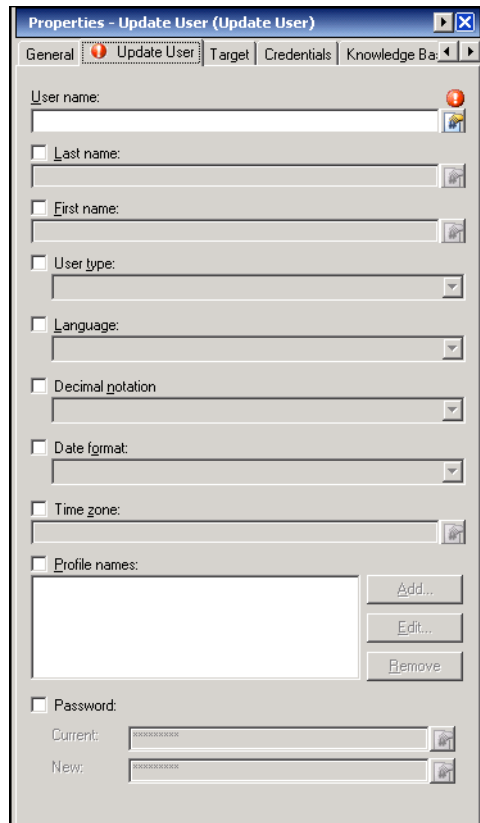 Properties - Update User (Update User)
General Update User Target Credentials Knowledge Ba
User name:
Last name:
First name:
User type:
Language:
Decimal notation
Date format:
Time zone:
Profile names:
Add...
Edit...
Remove
Password:
Current: *********
New: *********